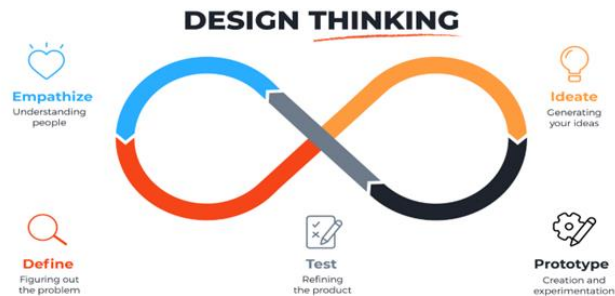 DESIGN THINKING
Empathize
Understanding
people
Ideate
Generating
your ideas
Define
Figuring out
the problem
Test
Refining
the product
Prototype
Creation and
experimentation